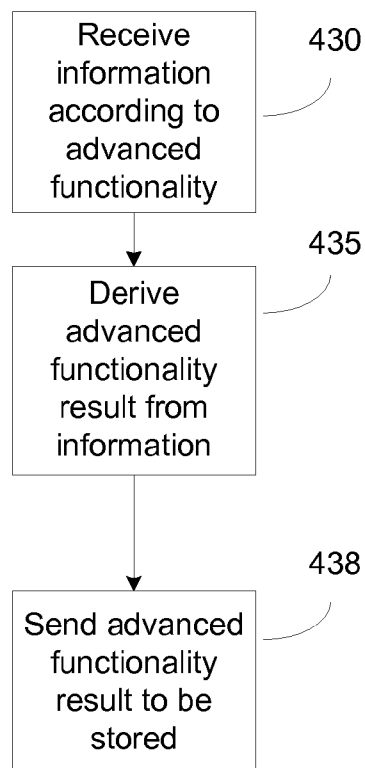 Receive
information
according to
advanced
functionality
430
Derive
advanced
functionality
result from
information
435
Send advanced
functionality
result to be
stored
438